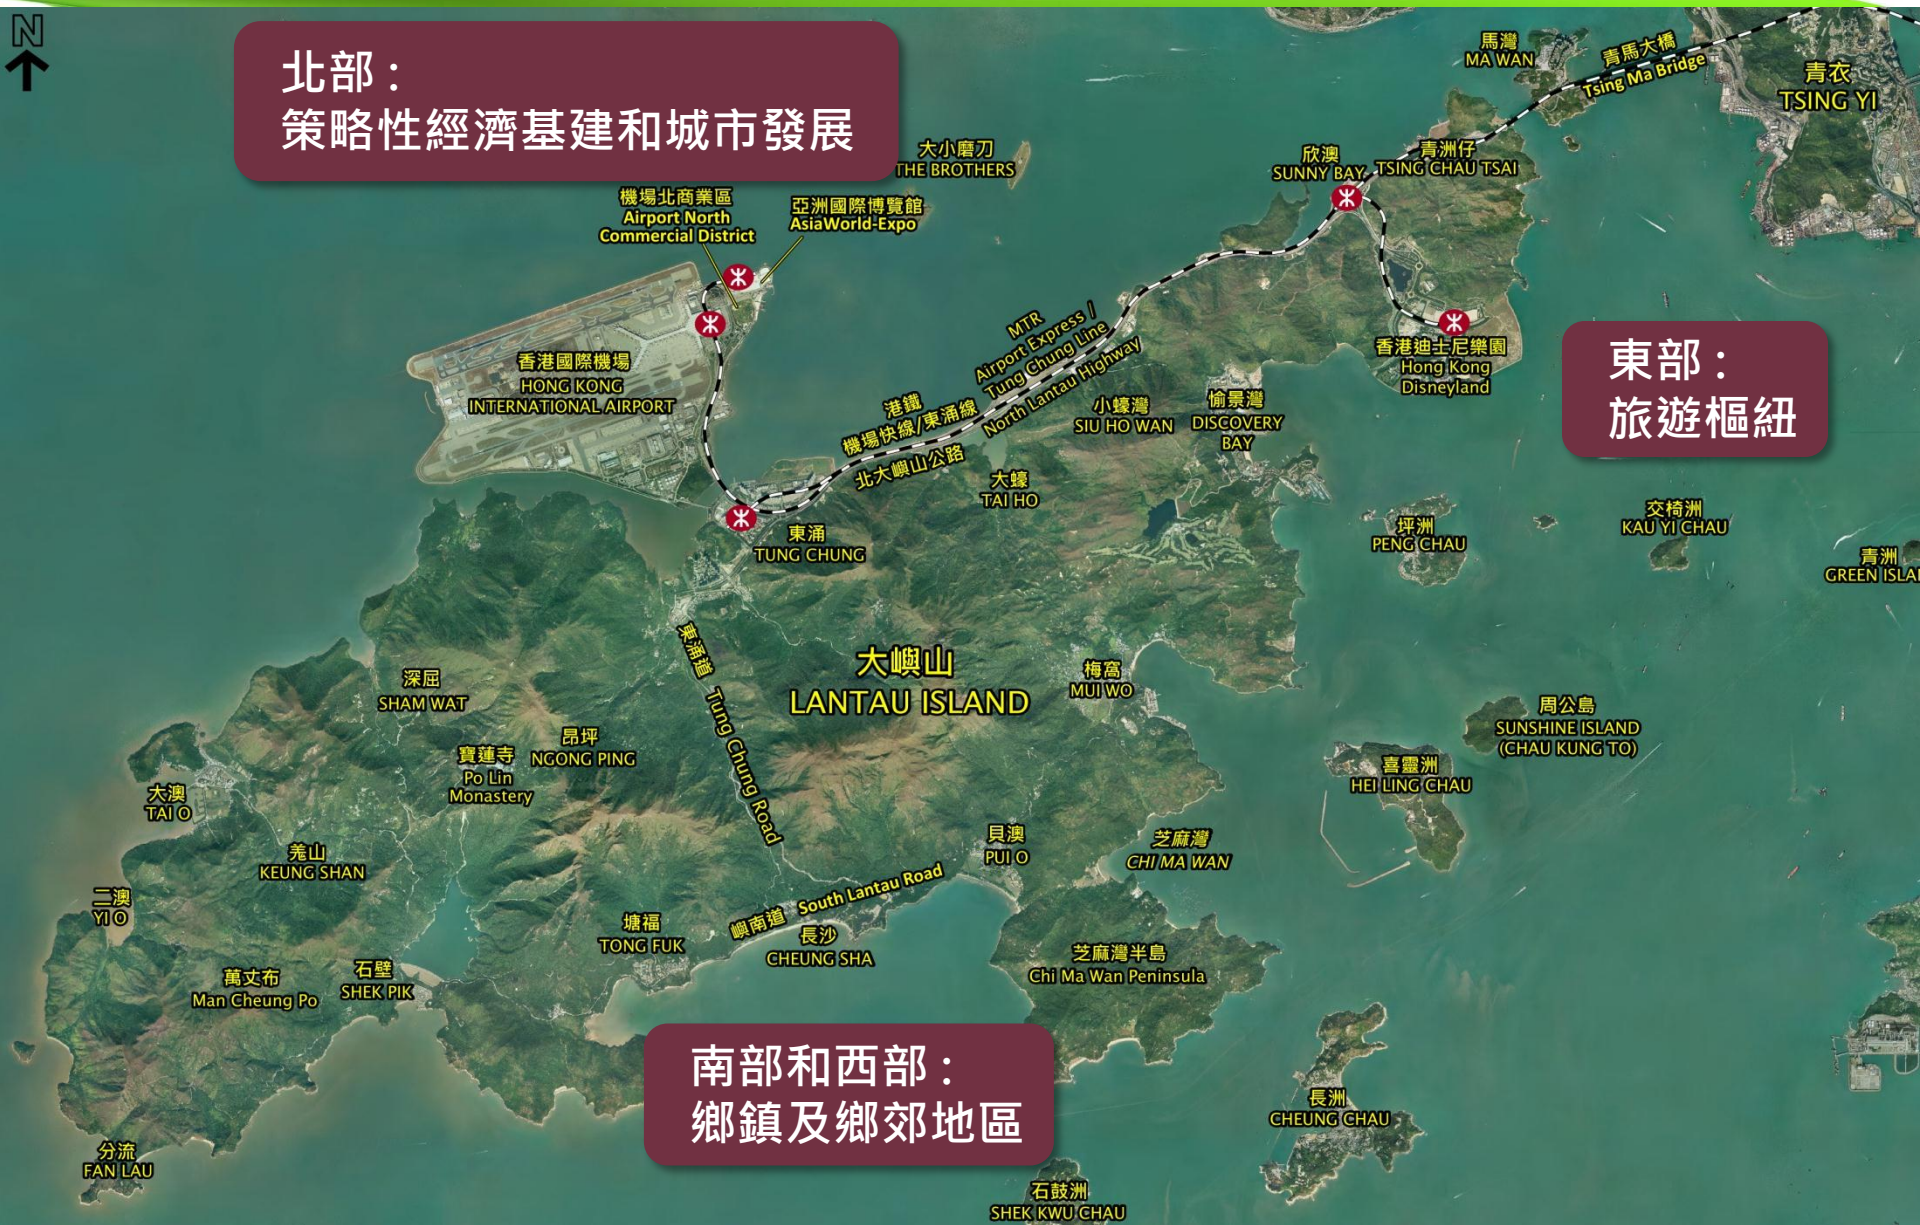 N
北部：
策略性經濟基建和城市發展
馬灣
MA WAN
青馬大橋
Tsing Ma Bridge
青衣
TSING YI
大小磨刀
THE BROTHERS
欣澳
SUNNY BAY
青洲仔
TSING CHAU TSAI
機場北商業區
Airport North
Commercial District
亞洲國際博覽館
AsiaWorld-Expo
香港國際機場
HONG KONG
INTERNATIONAL AIRPORT
港鐵
機場快線/東涌線
MTR
Airport Express /
Tung Chung Line
北大嶼山公路
North Lantau Highway
香港迪士尼樂園
Hong Kong
Disneyland
東部：
旅遊樞紐
小蠔灣
SIU HO WAN
愉景灣
DISCOVERY
BAY
大蠔
TAI HO
東涌
TUNG CHUNG
坪洲
PENG CHAU
交椅洲
KAU YI CHAU
青洲
GREEN ISLA
東涌道 Tung Chung Road
大嶼山
LANTAU ISLAND
梅窩
MUI WO
深屈
SHAM WAT
昂坪
NGONG PING
寶蓮寺
Po Lin
Monastery
周公島
SUNSHINE ISLAND
(CHAU KUNG TO)
喜靈洲
HEI LING CHAU
大澳
TAI O
羗山
KEUNG SHAN
貝澳
PUI O
芝麻灣
CHI MA WAN
二澳
YI O
嶼南道 South Lantau Road
塘福
TONG FUK
長沙
CHEUNG SHA
芝麻灣半島
Chi Ma Wan Peninsula
萬丈布
Man Cheung Po
石壁
SHEK PIK
南部和西部：
鄉鎮及鄉郊地區
長洲
CHEUNG CHAU
分流
FAN LAU
石鼓洲
SHEK KWU CHAU